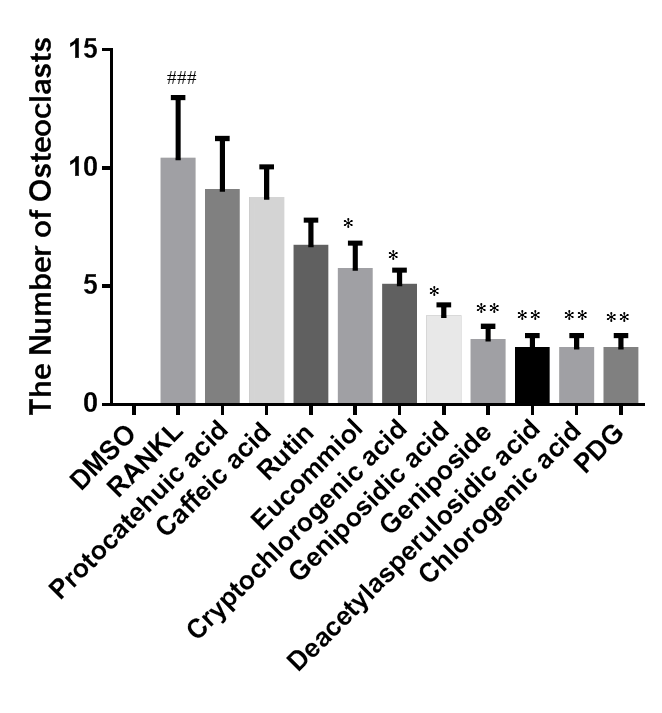 The Number of Osteoclasts
15
10
5
0
###
*
*
*
**
**
**
**
DMSO
RANKL
Protocatehuic acid
Caffeic acid
Rutin
Eucommiol
Cryptochlorogenic acid
Geniposidic acid
Geniposide
Deacetylasperulosidic acid
Chlorogenic acid
PDG